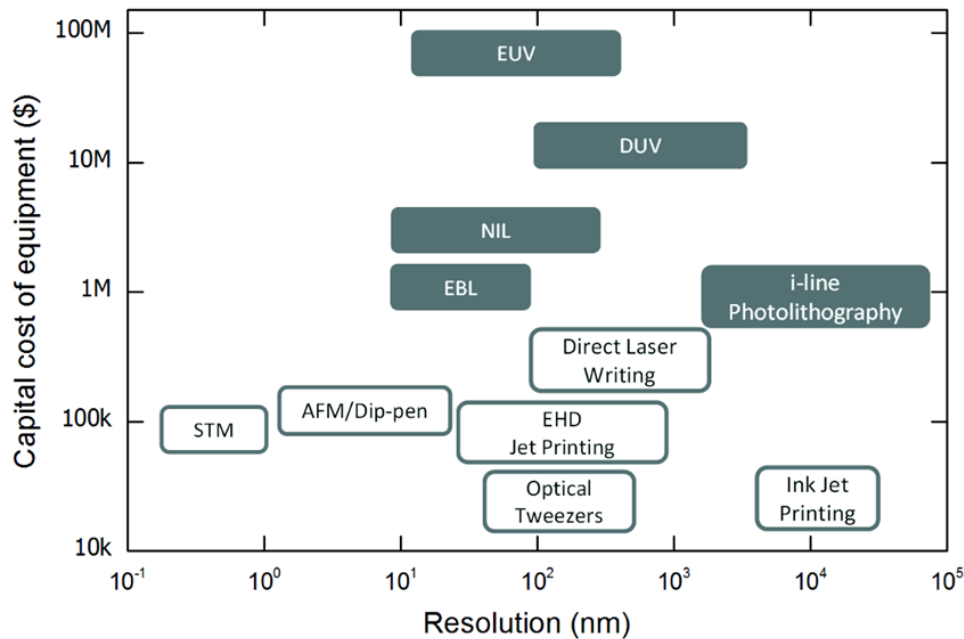 100M
10M
1M
100k
10k
Capital cost of equipment ($)
EUV
DUV
NIL
EBL
i-line
Photolithography
Direct Laser
Writing
AFM/Dip-pen
STM
EHD
Jet Printing
Optical
Tweezers
Ink Jet
Printing
10⁻¹ 10⁰ 10¹ 10² 10³ 10⁴ 10⁵
Resolution (nm)